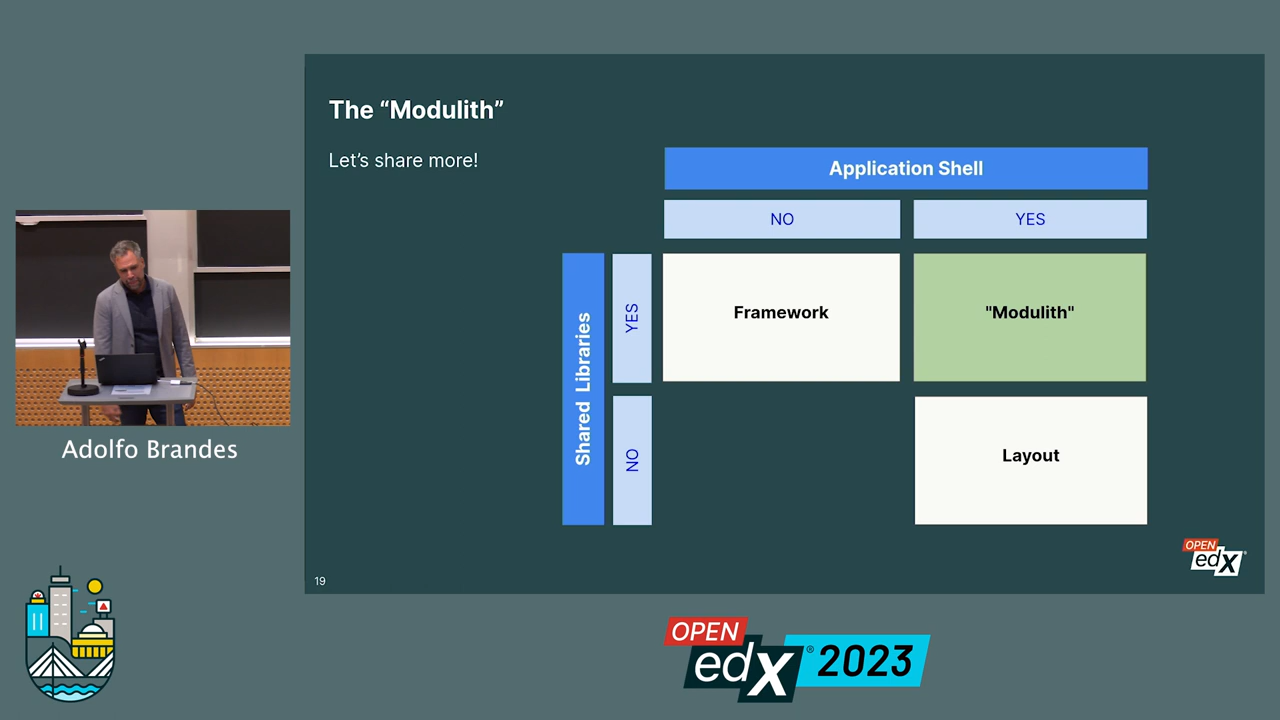 The “Modulith”
Let’s share more!
Application Shell
NO
YES
Shared Libraries
YES
Framework
"Modulith"
NO
Layout
Adolfo Brandes
19
OPEN
edX®
OPEN
edX® 2023